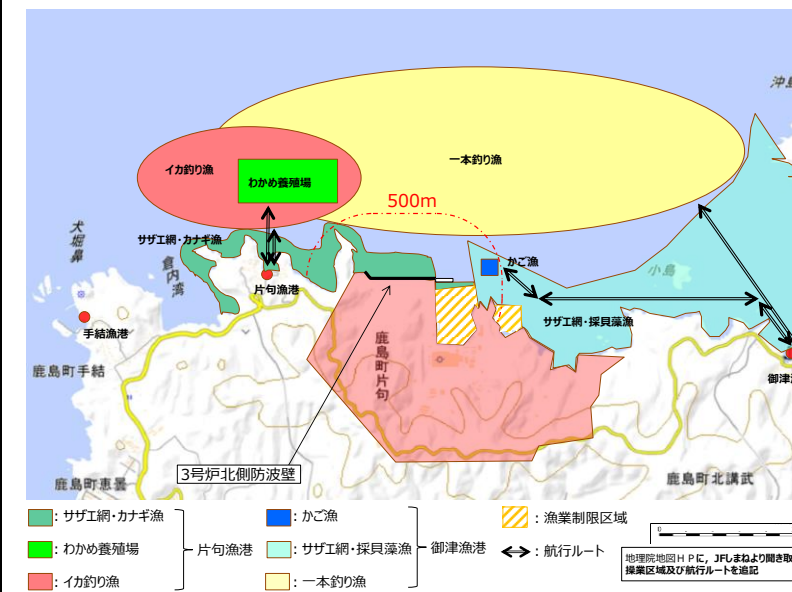 沖島
一本釣り漁
イカ釣り漁
わかめ養殖場
500m
犬堀鼻
サザエ網・カナギ漁
倉内湾
かご漁
小島
片句漁港
サザエ網・採貝藻漁
手結漁港
鹿島町片句
鹿島町手結
御津漁
3号炉北側防波壁
鹿島町恵曇
鹿島町北講武
: サザエ網・カナギ漁
: わかめ養殖場
: イカ釣り漁
片句漁港
: かご漁
: サザエ網・採貝藻漁
: 一本釣り漁
御津漁港
: 漁業制限区域
: 航行ルート
0
地理院地図HPに，JFしまねより聞き取
操業区域及び航行ルートを追記